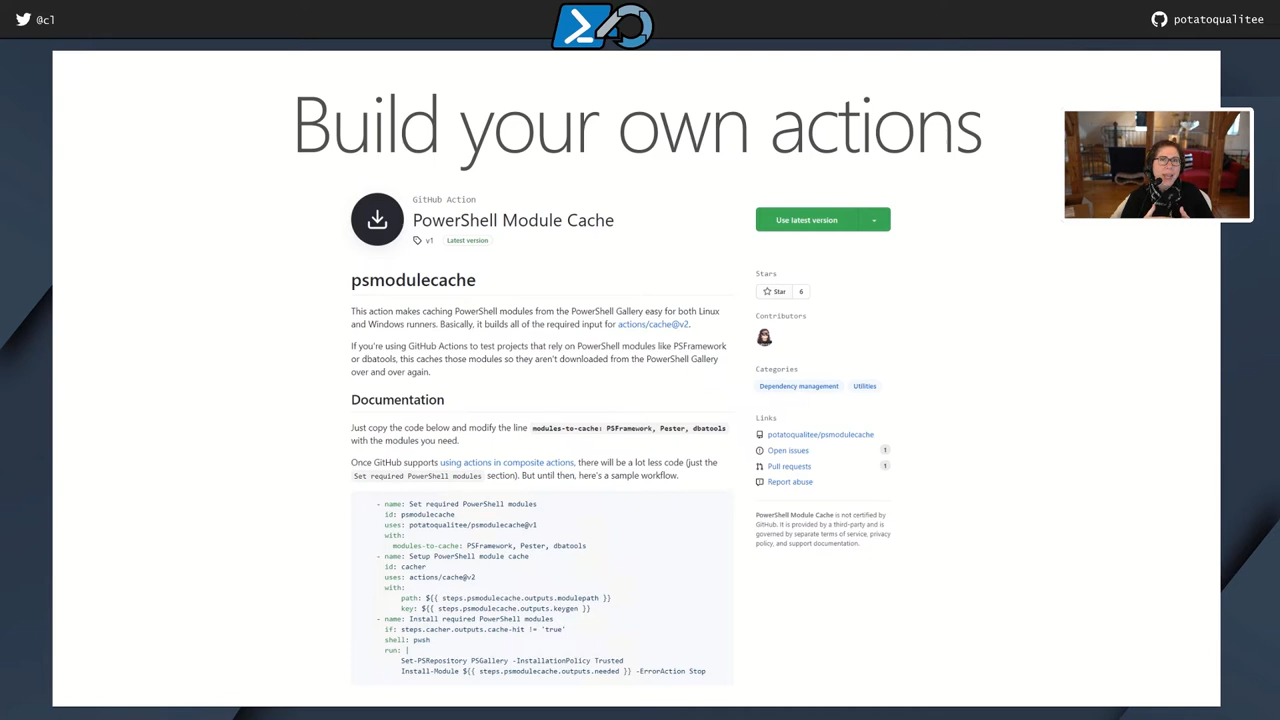 @cl
potatoqualitee
Build your own actions
GitHub Action
PowerShell Module Cache
v1 Latest version
Use latest version
psmodulecache
This action makes caching PowerShell modules from the PowerShell Gallery easy for both Linux
and Windows runners. Basically, it builds all of the required input for actions/cache@v2.
If you're using GitHub Actions to test projects that rely on PowerShell modules like PSFramework
or dbatools, this caches those modules so they aren't downloaded from the PowerShell Gallery
over and over again.
Documentation
Just copy the code below and modify the line modules-to-cache: PSFramework, Pester, dbatools
with the modules you need.
Once GitHub supports using actions in composite actions, there will be a lot less code (just the
Set required PowerShell modules section). But until then, here's a sample workflow.
- name: Set required PowerShell modules
id: psmodulecache
uses: potatoqualitee/psmodulecache@v1
with:
modules-to-cache: PSFramework, Pester, dbatools
- name: Setup PowerShell module cache
id: cacher
uses: actions/cache@v2
with:
path: ${{ steps.psmodulecache.outputs.modulepath }}
key: ${{ steps.psmodulecache.outputs.keygen }}
- name: Install required PowerShell modules
if: steps.cacher.outputs.cache-hit != 'true'
shell: pwsh
run: |
Set-PSRepository PSGallery -InstallationPolicy Trusted
Install-Module ${{ steps.psmodulecache.outputs.needed }} -ErrorAction Stop
Stars
Star 6
Contributors
Categories
Dependency management Utilities
Links
potatoqualitee/psmodulecache
Open issues 1
Pull requests 1
Report abuse
PowerShell Module Cache is not certified by
GitHub. It is provided by a third-party and is
governed by separate terms of service, privacy
policy, and support documentation.